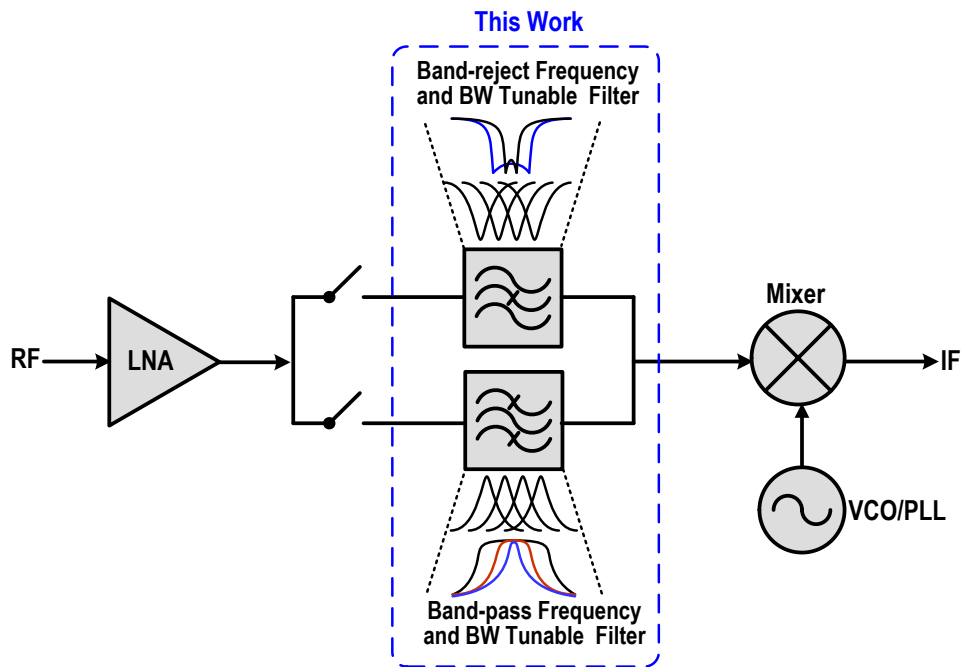 This Work
Band-reject Frequency
and BW Tunable Filter
RF
LNA
Mixer
IF
VCO/PLL
Band-pass Frequency
and BW Tunable Filter